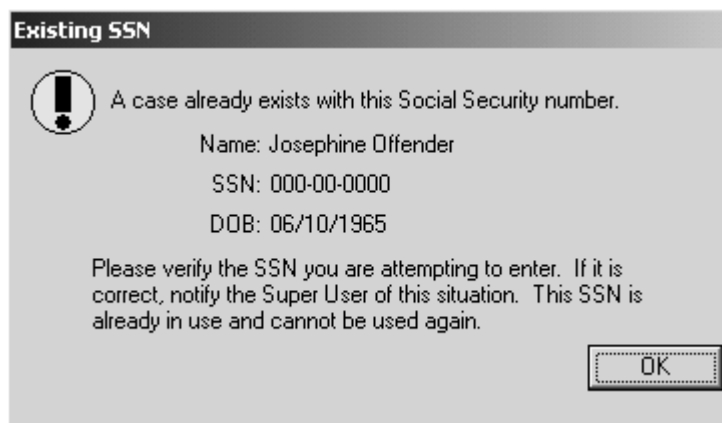 Existing SSN
A case already exists with this Social Security number.
Name: Josephine Offender
SSN: 000-00-0000
DOB: 06/10/1965
Please verify the SSN you are attempting to enter.  If it is
correct, notify the Super User of this situation.  This SSN is
already in use and cannot be used again.
OK